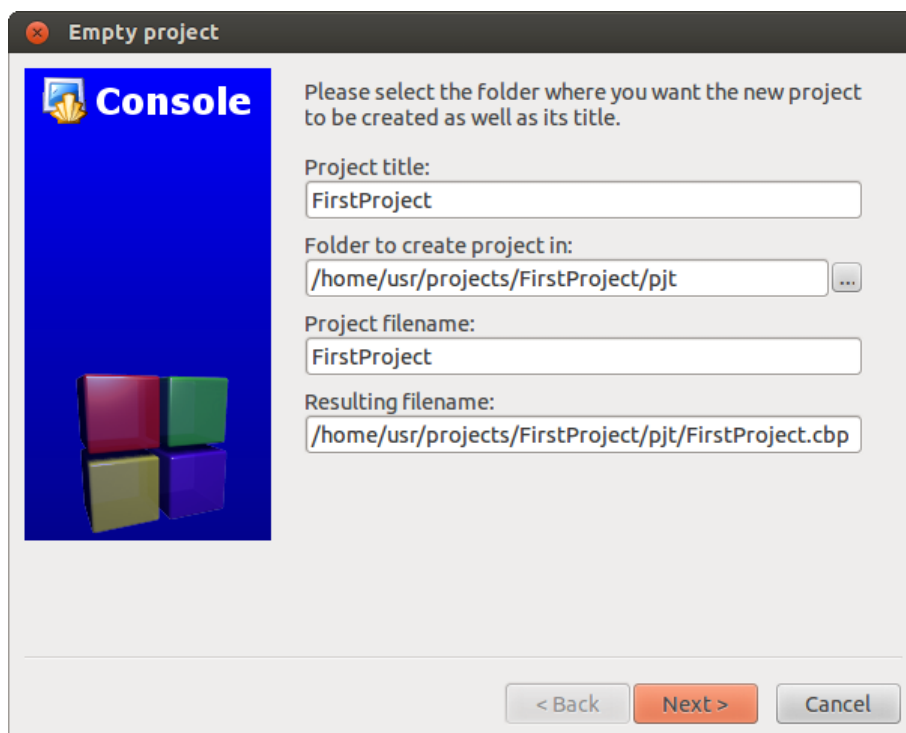 Empty project
Console
Please select the folder where you want the new project
to be created as well as its title.
Project title:
FirstProject
Folder to create project in:
/home/usr/projects/FirstProject/pjt
...
Project filename:
FirstProject
Resulting filename:
/home/usr/projects/FirstProject/pjt/FirstProject.cbp
< Back
Next >
Cancel